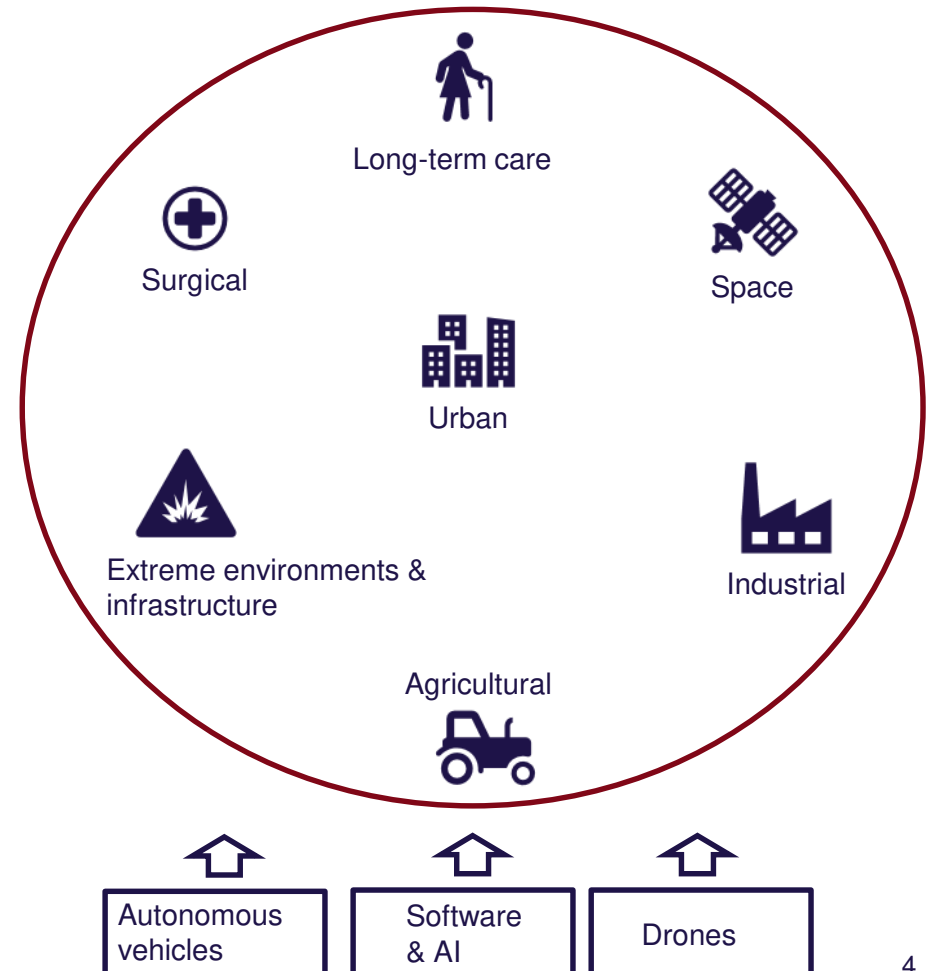 Long-term care
Surgical
Space
Urban
Extreme environments &
infrastructure
Industrial
Agricultural
Autonomous
vehicles
Software
& AI
Drones
4